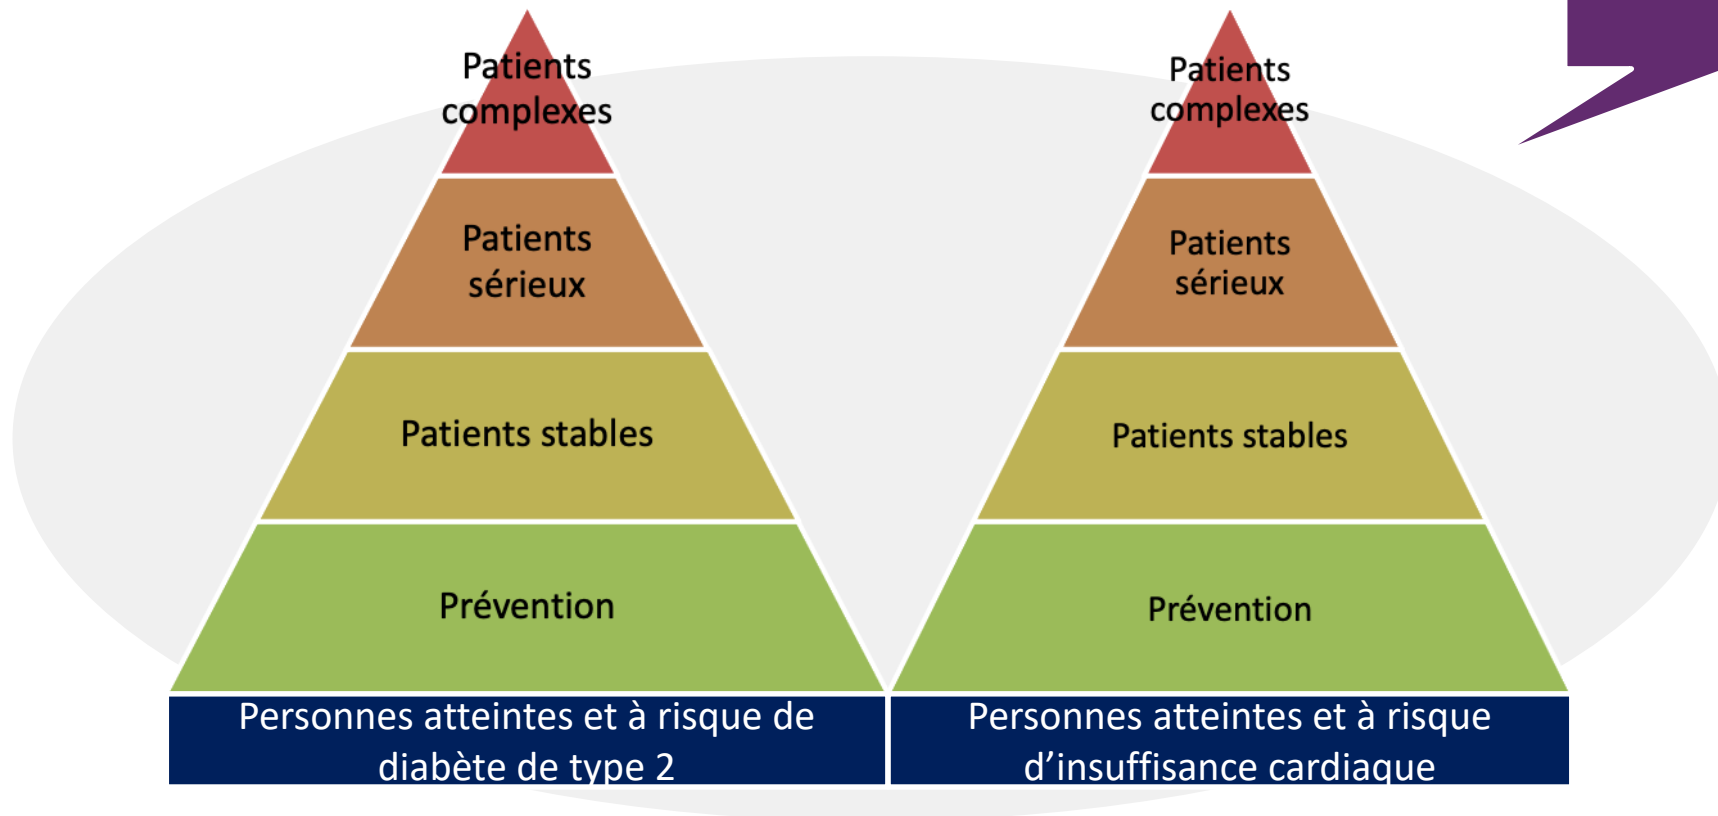 Patients
complexes
Patients
sérieux
Patients stables
Prévention
Personnes atteintes et à risque de
diabète de type 2
Patients
complexes
Patients
sérieux
Patients stables
Prévention
Personnes atteintes et à risque
d’insuffisance cardiaque